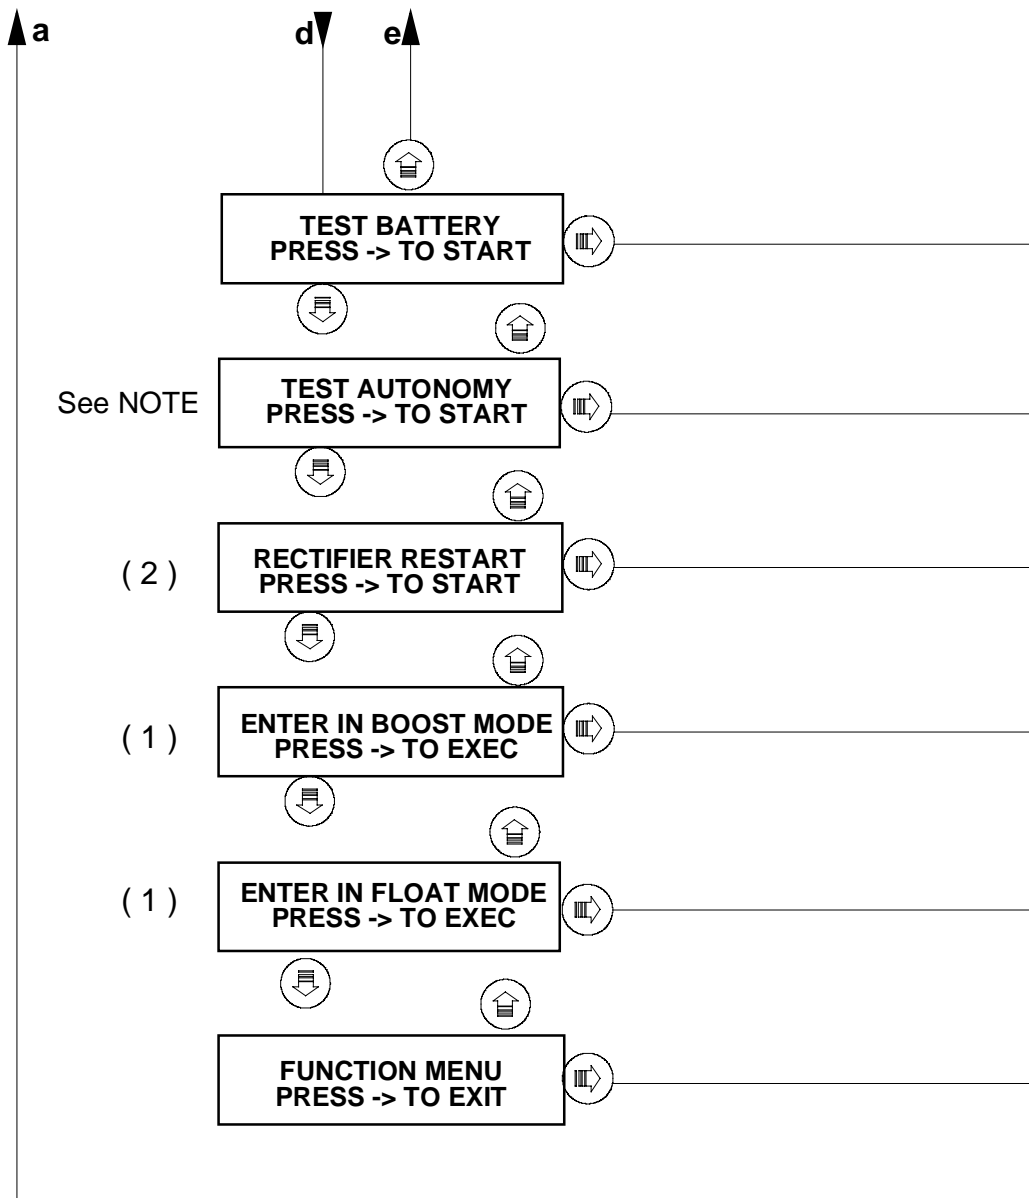 a
d
e
TEST BATTERY
PRESS -> TO START
See NOTE
TEST AUTONOMY
PRESS -> TO START
( 2 )
RECTIFIER RESTART
PRESS -> TO START
( 1 )
ENTER IN BOOST MODE
PRESS -> TO EXEC
( 1 )
ENTER IN FLOAT MODE
PRESS -> TO EXEC
FUNCTION MENU
PRESS -> TO EXIT